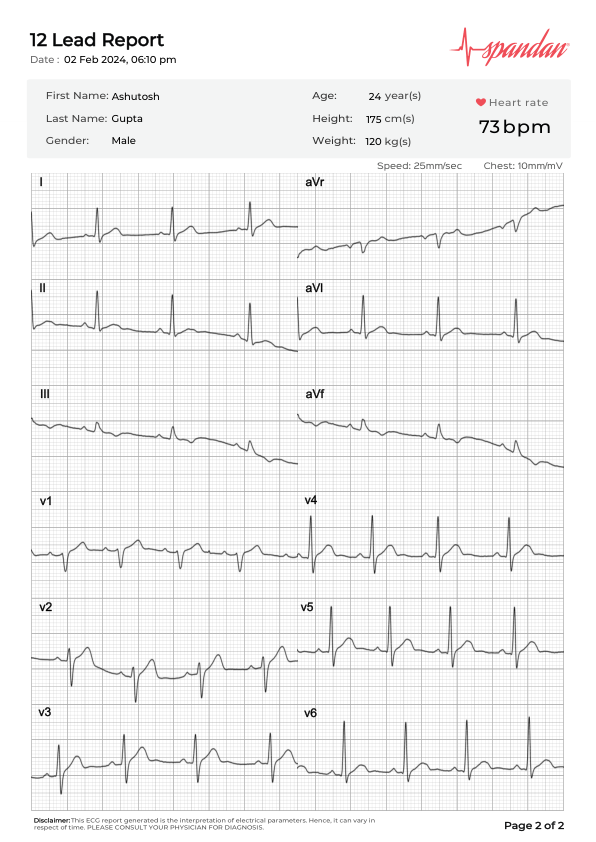 12 Lead Report
spandan
Date : 02 Feb 2024, 06:10 pm
First Name: Ashutosh
Age: 24 year(s)
Heart rate
Last Name: Gupta
Height: 175 cm(s)
73 bpm
Gender: Male
Weight: 120 kg(s)
Speed: 25mm/sec Chest: 10mm/mV
I
aVr
II
aVl
III
aVf
v1
v4
v2
v5
v3
v6
Disclaimer:This ECG report generated is the interpretation of electrical parameters. Hence, it can vary in
respect of time. PLEASE CONSULT YOUR PHYSICIAN FOR DIAGNOSIS.
Page 2 of 2